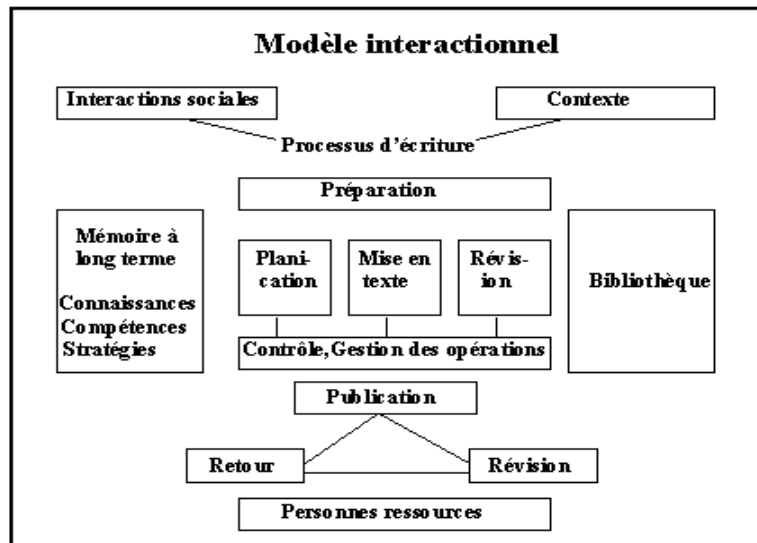 Modèle interactionnel
Interactions sociales
Contexte
Processus d'écriture
Préparation
Mémoire à
long terme
Connaissances
Compétences
Stratégies
Plani-
cation
Mise en
texte
Révis-
ion
Bibliothèque
Contrôle,Gestion des opérations
Publication
Retour
Révision
Personnes ressources